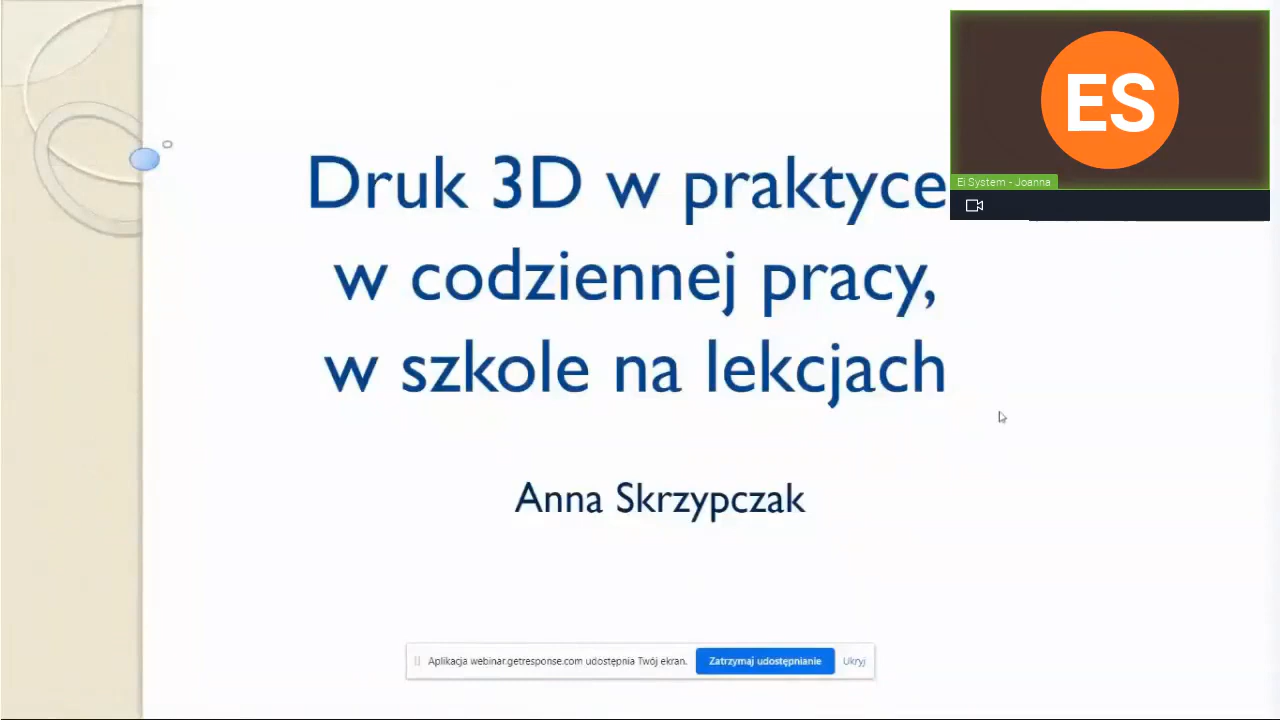 ES
Ei System - Joanna
Druk 3D w praktyce
w codziennej pracy,
w szkole na lekcjach
Anna Skrzypczak
Aplikacja webinar.getresponse.com udostępnia Twój ekran. Zatrzymaj udostępnianie Ukryj